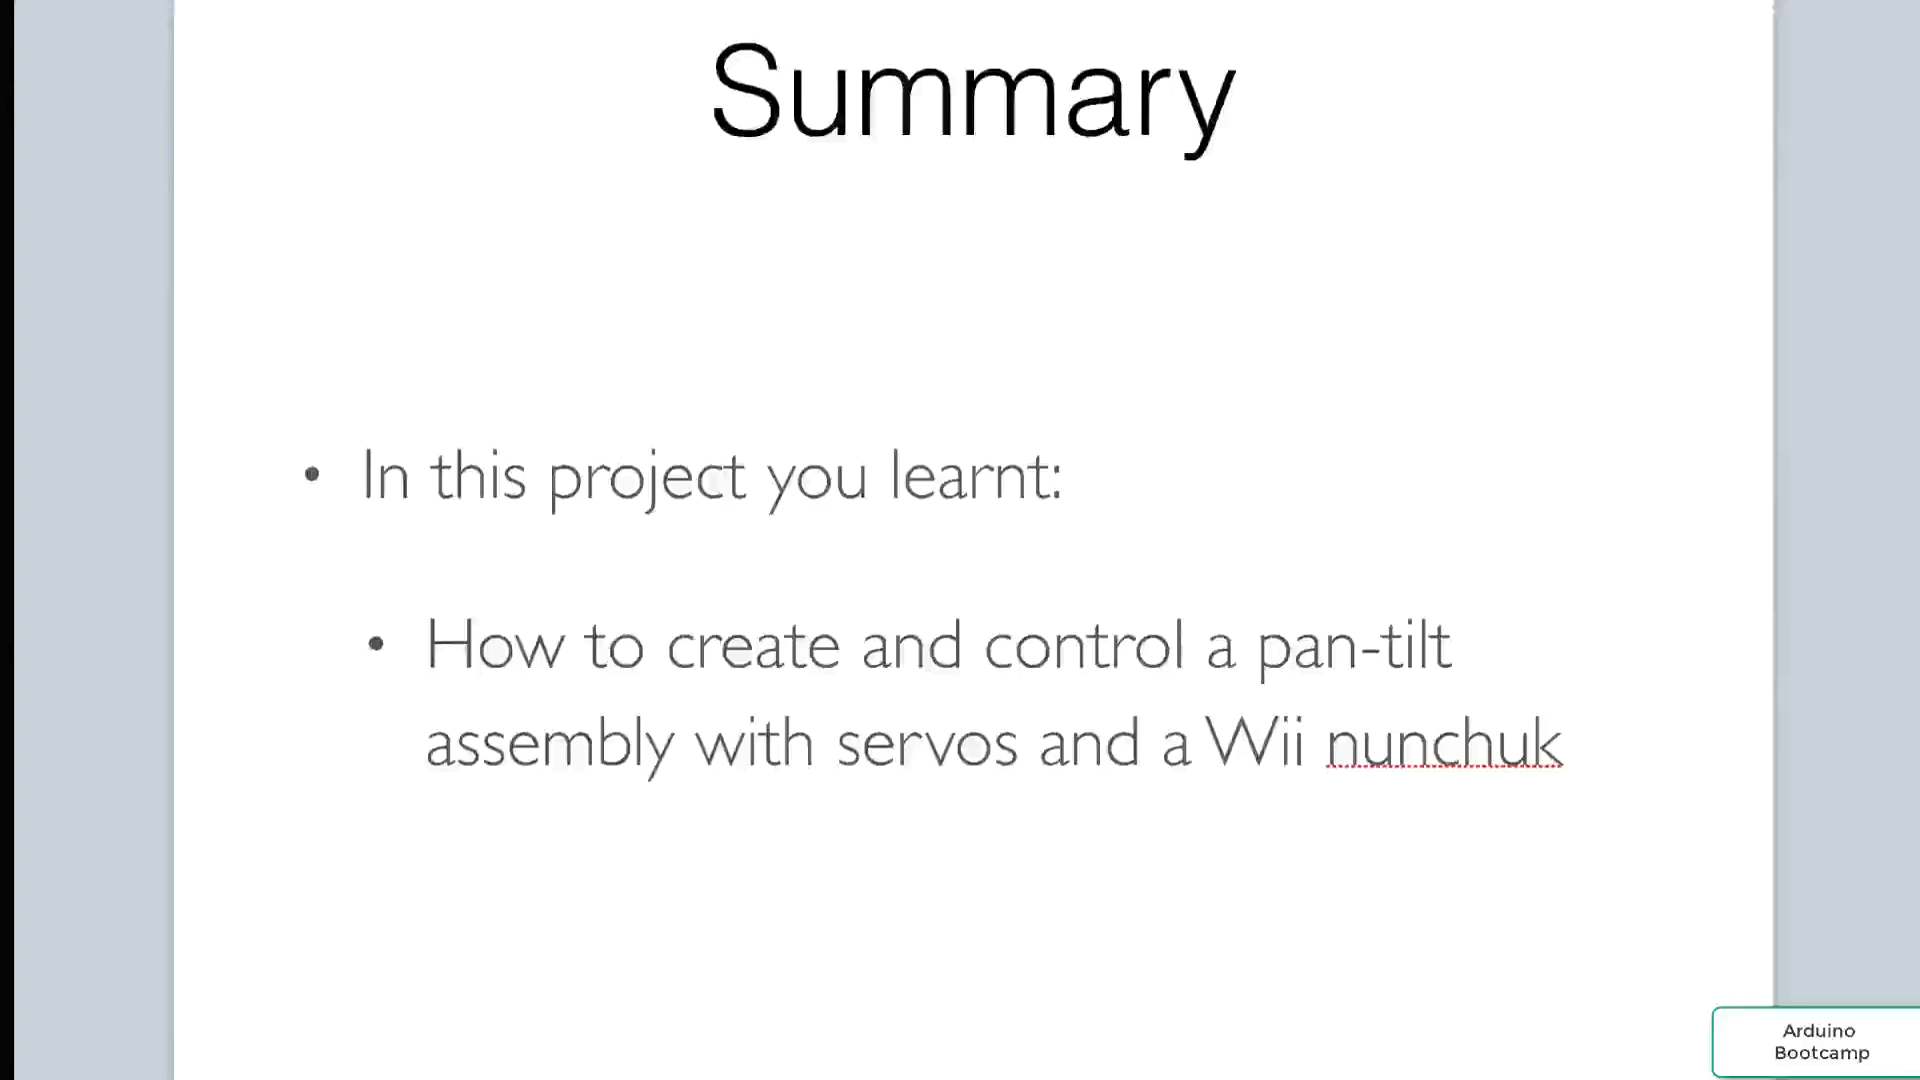 Summary
• In this project you learnt:
• How to create and control a pan-tilt
assembly with servos and a Wii nunchuk
Arduino
Bootcamp